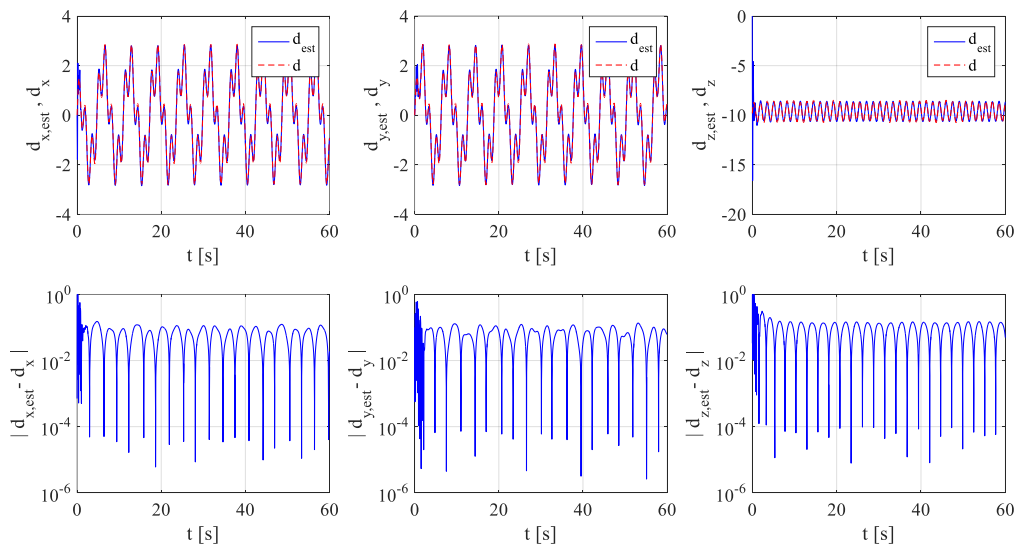 4
2
0
-2
-4
d_x,est , d_x
0 20 40 60
t [s]
d_est
d
4
2
0
-2
-4
d_y,est , d_y
0 20 40 60
t [s]
d_est
d
0
-5
-10
-15
-20
d_z,est , d_z
0 20 40 60
t [s]
d_est
d
10^0
10^-2
10^-4
10^-6
| d_x,est - d_x |
0 20 40 60
t [s]
10^0
10^-2
10^-4
10^-6
| d_y,est - d_y |
0 20 40 60
t [s]
10^0
10^-2
10^-4
10^-6
| d_z,est - d_z |
0 20 40 60
t [s]